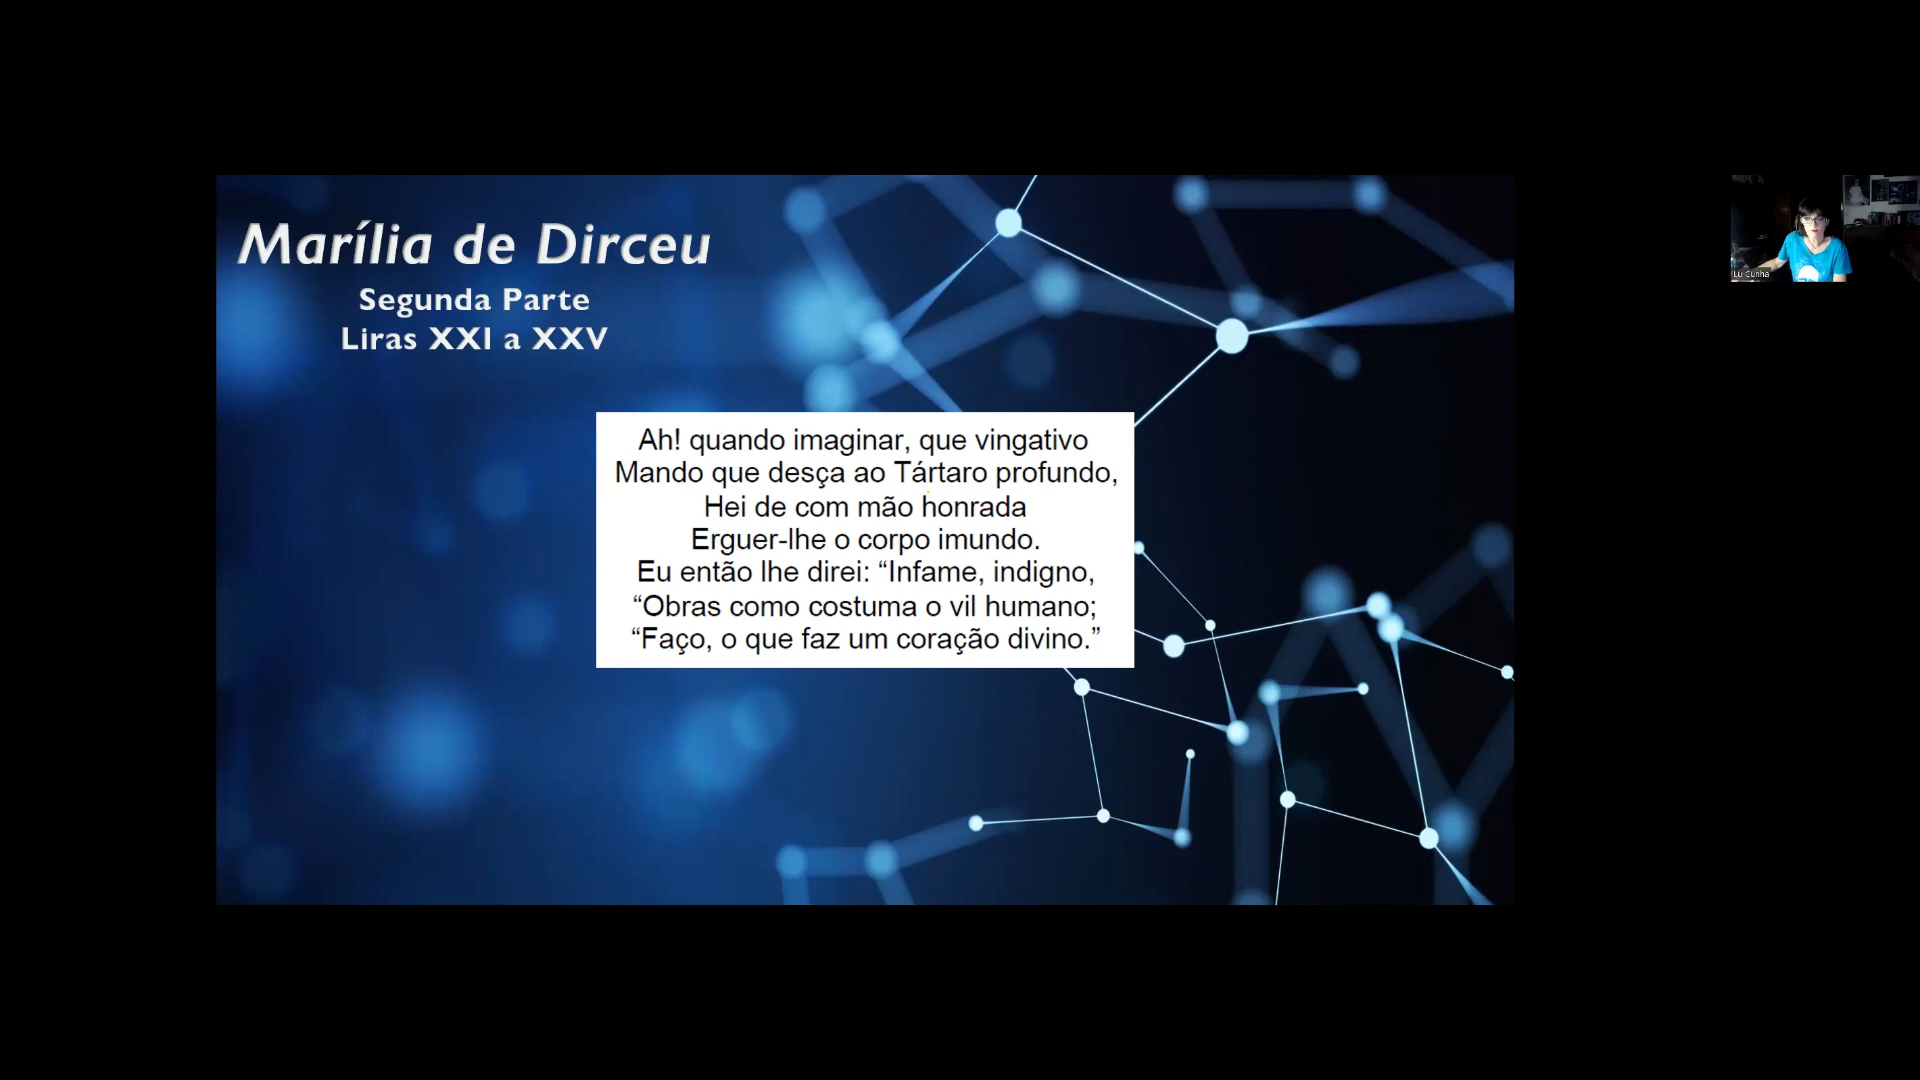 Marília de Dirceu
Segunda Parte
Liras XXI a XXV
Ah! quando imaginar, que vingativo
Mando que desça ao Tártaro profundo,
Hei de com mão honrada
Erguer-lhe o corpo imundo.
Eu então lhe direi: “Infame, indigno,
“Obras como costuma o vil humano;
“Faço, o que faz um coração divino.”
Lu Cunha